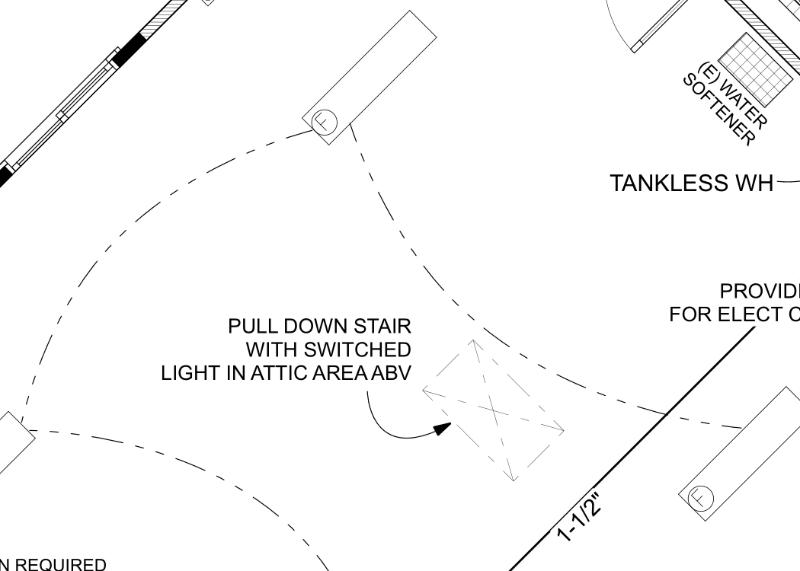 F
(E) WATER
SOFTENER
TANKLESS WH
PROVID
FOR ELECT
PULL DOWN STAIR
WITH SWITCHED
LIGHT IN ATTIC AREA ABV
F
1-1/2"
N REQUIRED